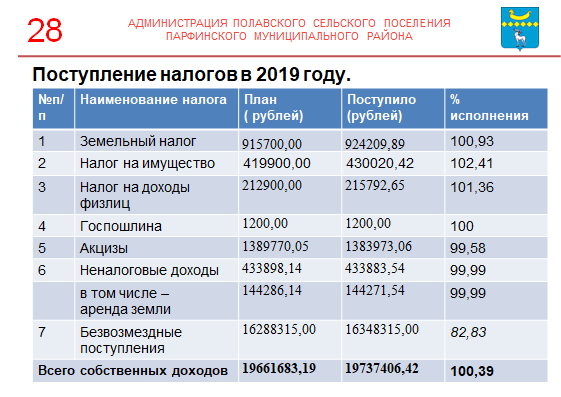 28
АДМИНИСТРАЦИЯ ПОЛАВСКОГО СЕЛЬСКОГО ПОСЕЛЕНИЯ
ПАРФИНСКОГО МУНИЦИПАЛЬНОГО РАЙОНА
Поступление налогов в 2019 году.
№п/п Наименование налога План ( рублей) Поступило (рублей) % исполнения
1 Земельный налог 915700,00 924209,89 100,93
2 Налог на имущество 419900,00 430020,42 102,41
3 Налог на доходы физлиц 212900,00 215792,65 101,36
4 Госпошлина 1200,00 1200,00 100
5 Акцизы 1389770,05 1383973,06 99,58
6 Неналоговые доходы 433898,14 433883,54 99,99
в том числе – аренда земли 144286,14 144271,54 99,99
7 Безвозмездные поступления 16288315,00 16348315,00 82,83
Всего собственных доходов 19661683,19 19737406,42 100,39